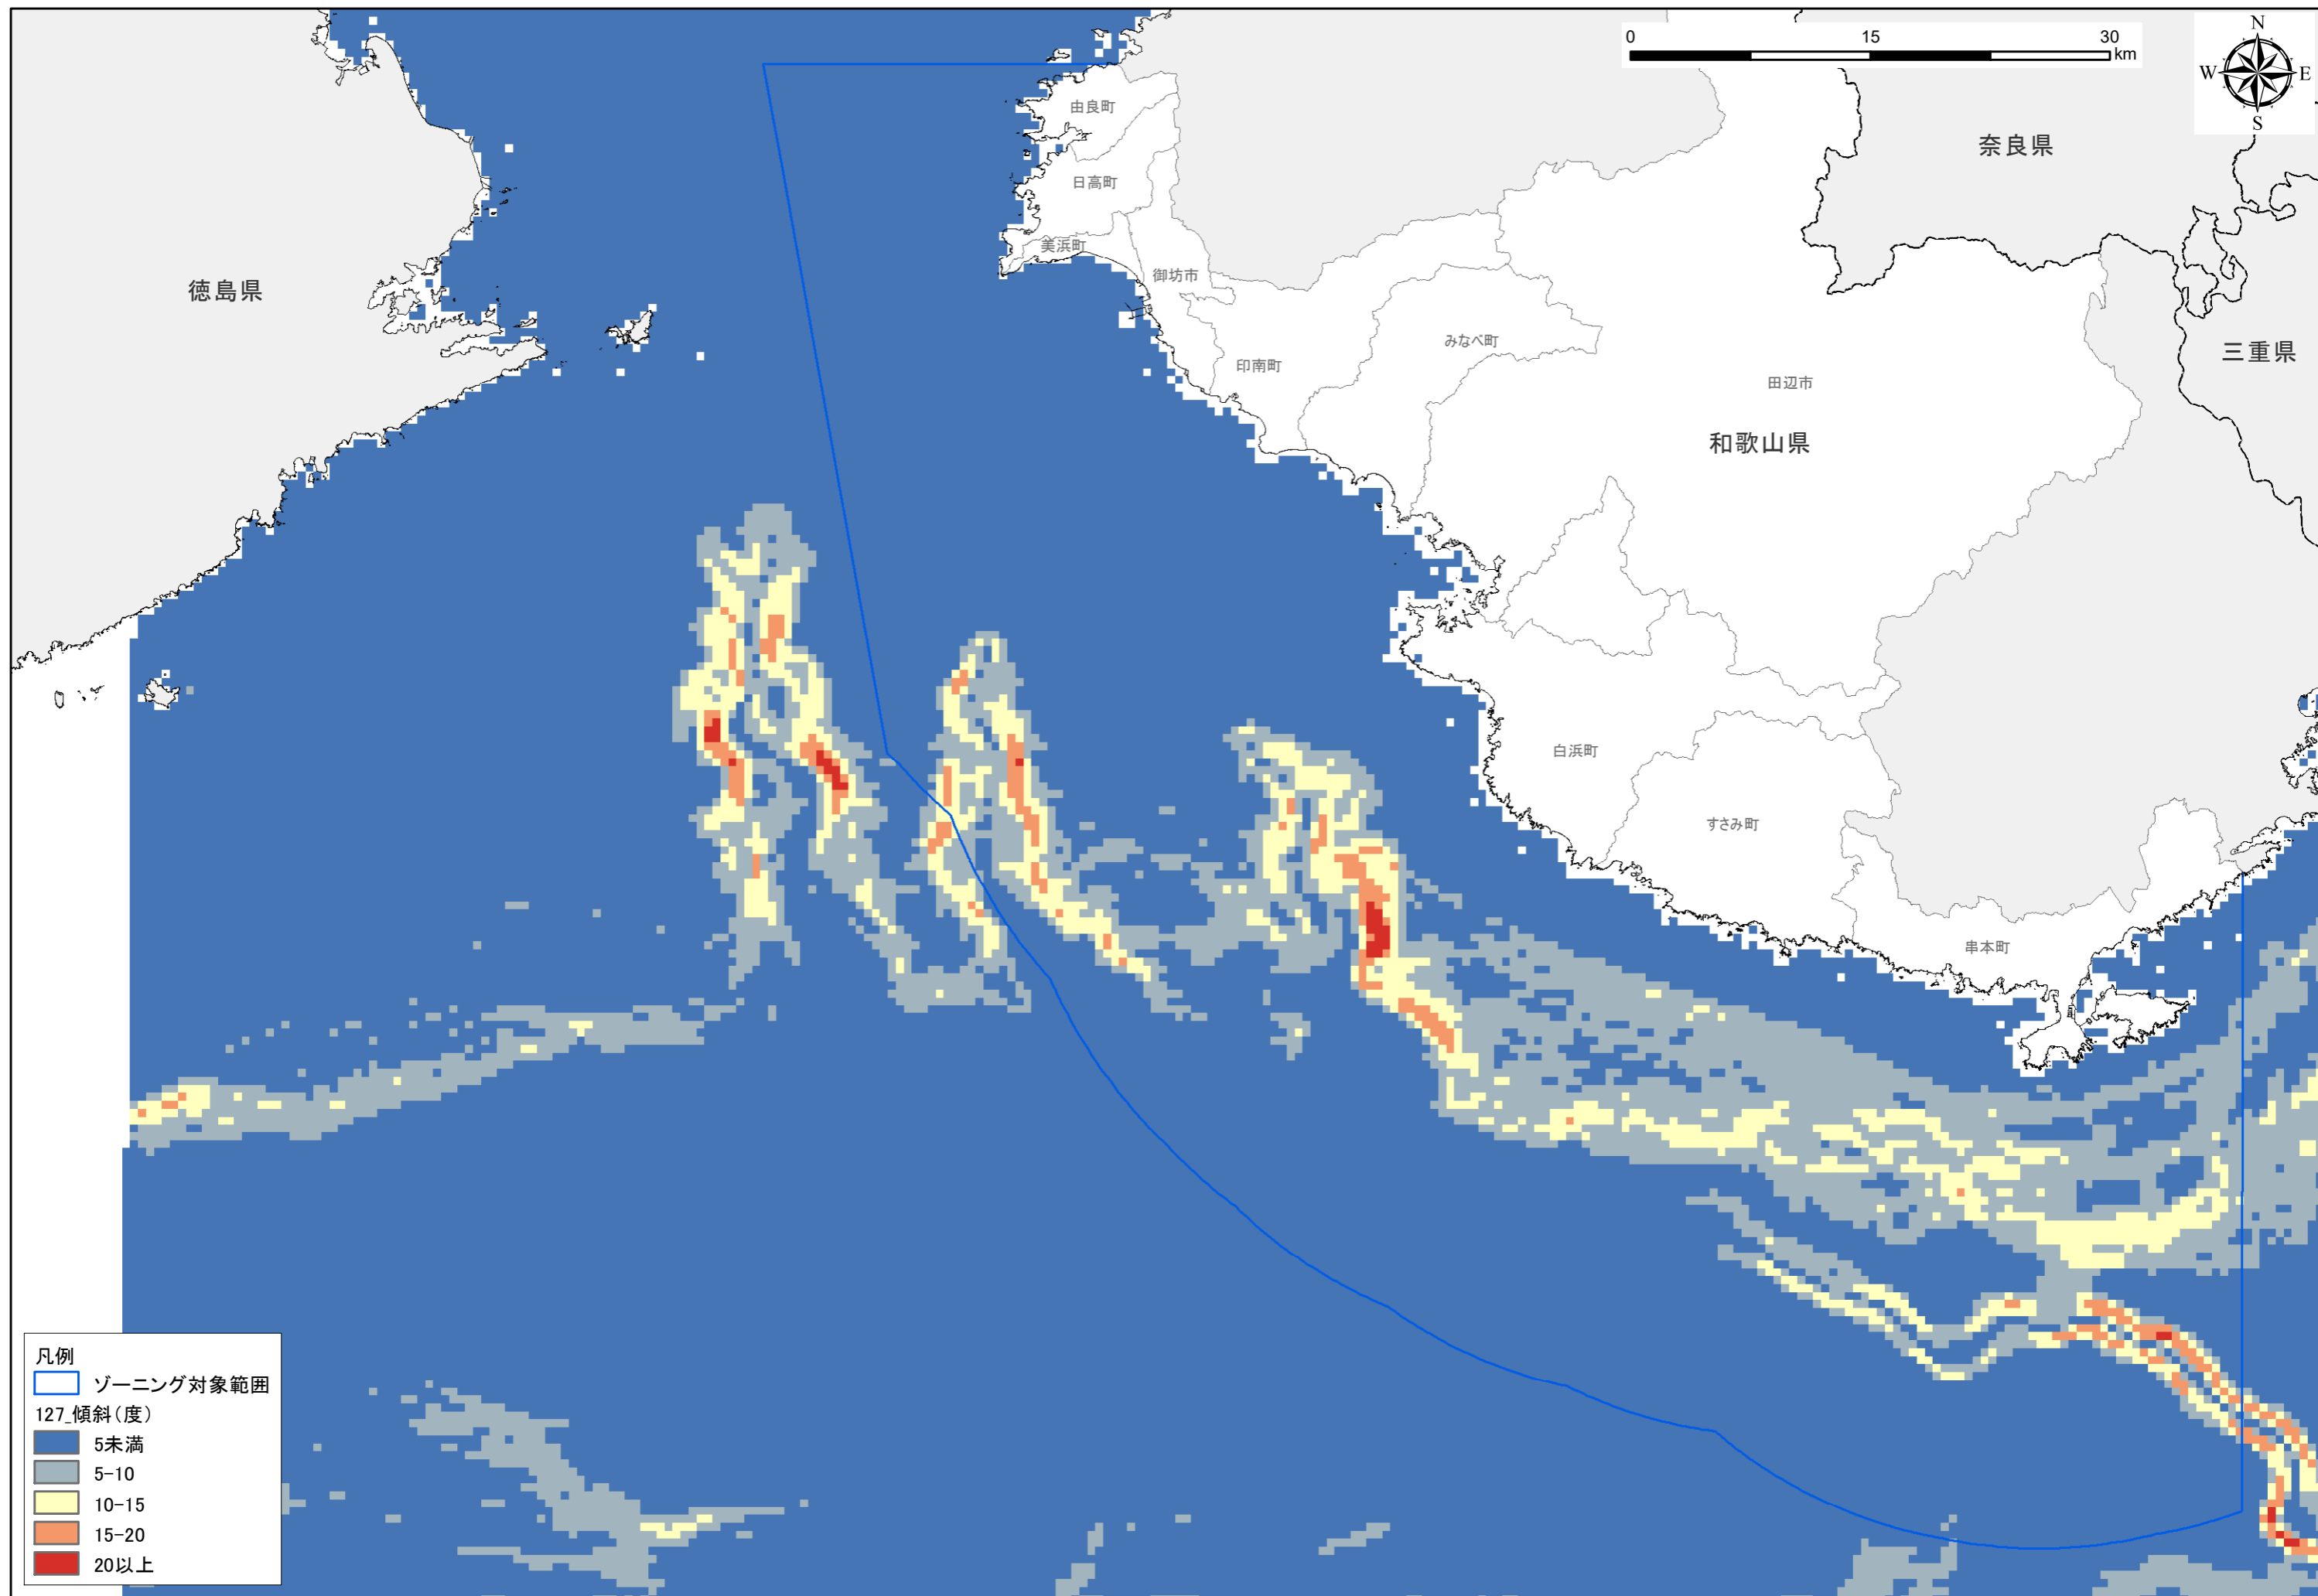 0 15 30
km
N
W E
S
由良町
奈良県
日高町
美浜町
御坊市
徳島県
みなべ町
三重県
印南町
田辺市
和歌山県
白浜町
すさみ町
串本町
凡例
ゾーニング対象範囲
127_傾斜(度)
5未満
5-10
10-15
15-20
20以上